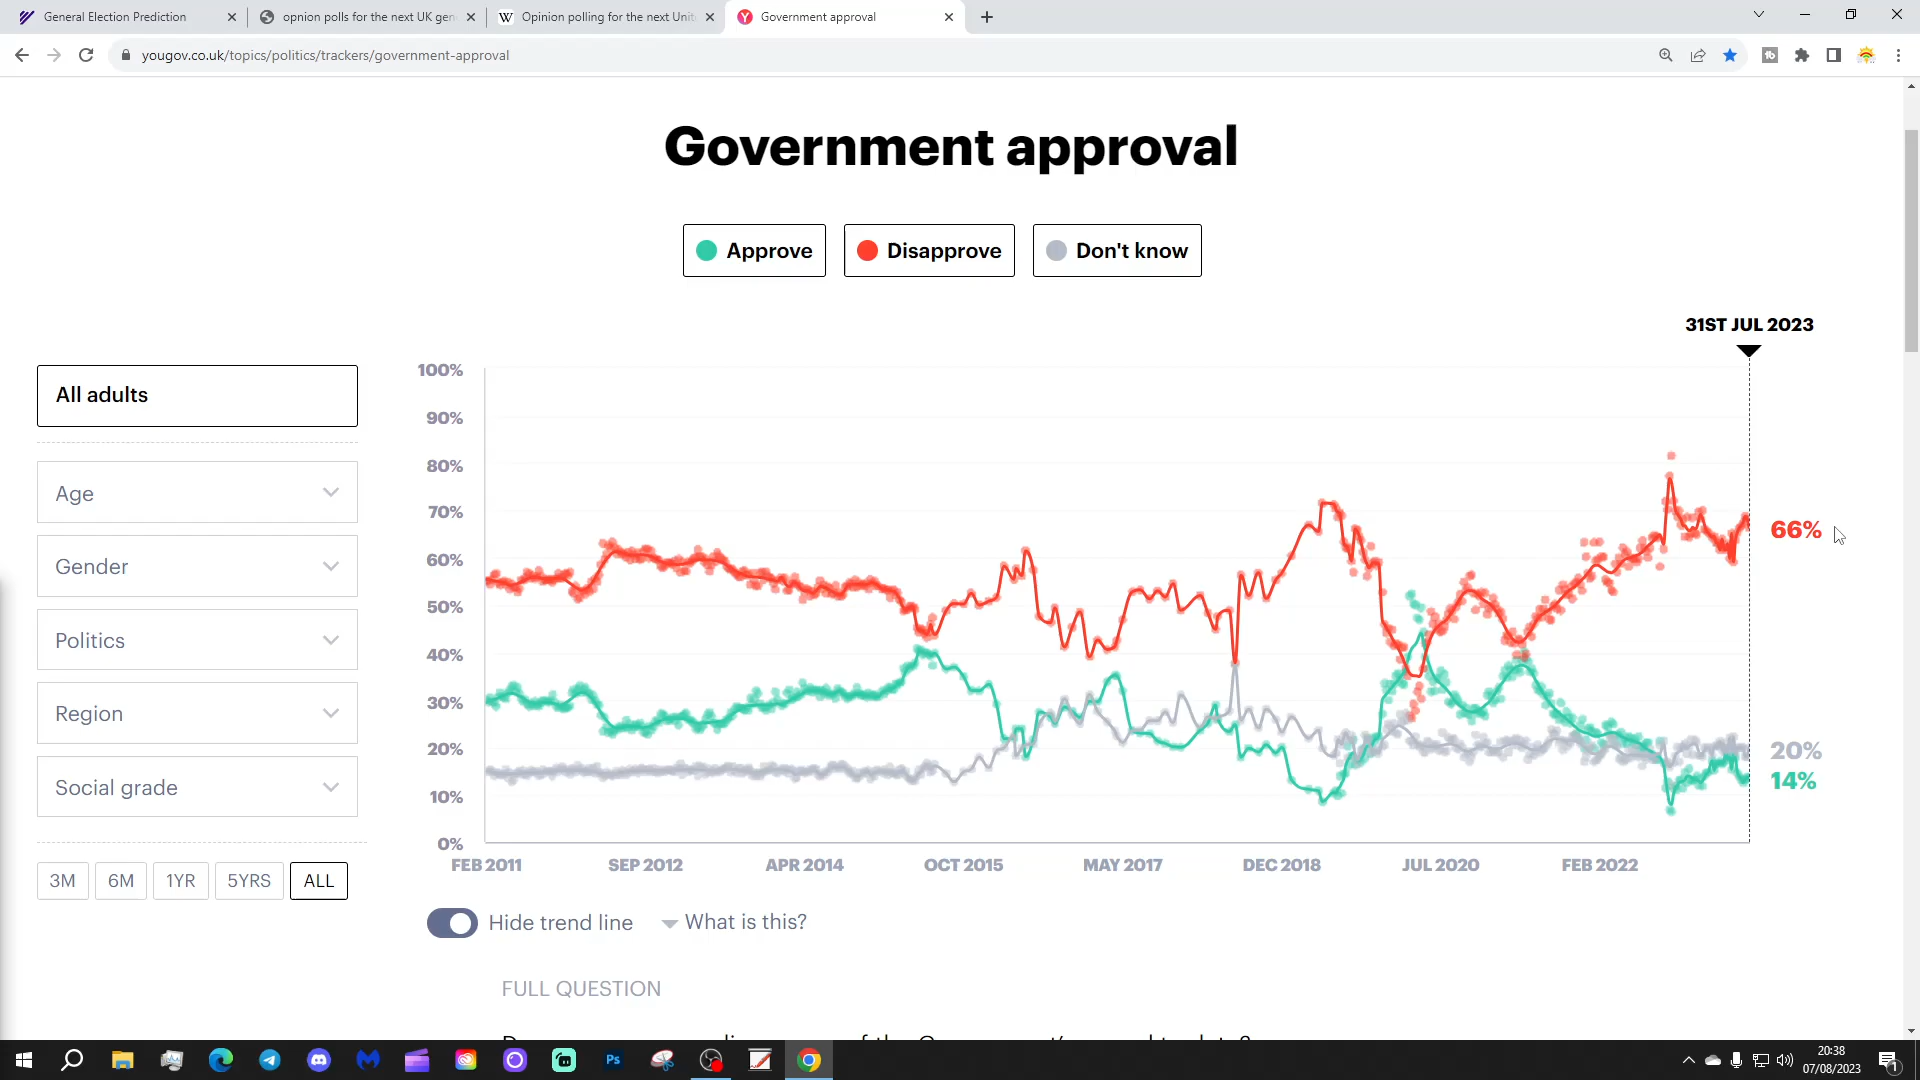 General Election Prediction
opnion polls for the next UK gen
Opinion polling for the next Unit
Government approval
yougov.co.uk/topics/politics/trackers/government-approval
Government approval
Approve
Disapprove
Don't know
31ST JUL 2023
All adults
Age
Gender
Politics
Region
Social grade
3M 6M 1YR 5YRS ALL
100%
90%
80%
70%
60%
50%
40%
30%
20%
10%
0%
66%
20%
14%
FEB 2011 SEP 2012 APR 2014 OCT 2015 MAY 2017 DEC 2018 JUL 2020 FEB 2022
Hide trend line
What is this?
FULL QUESTION
20:38
07/08/2023